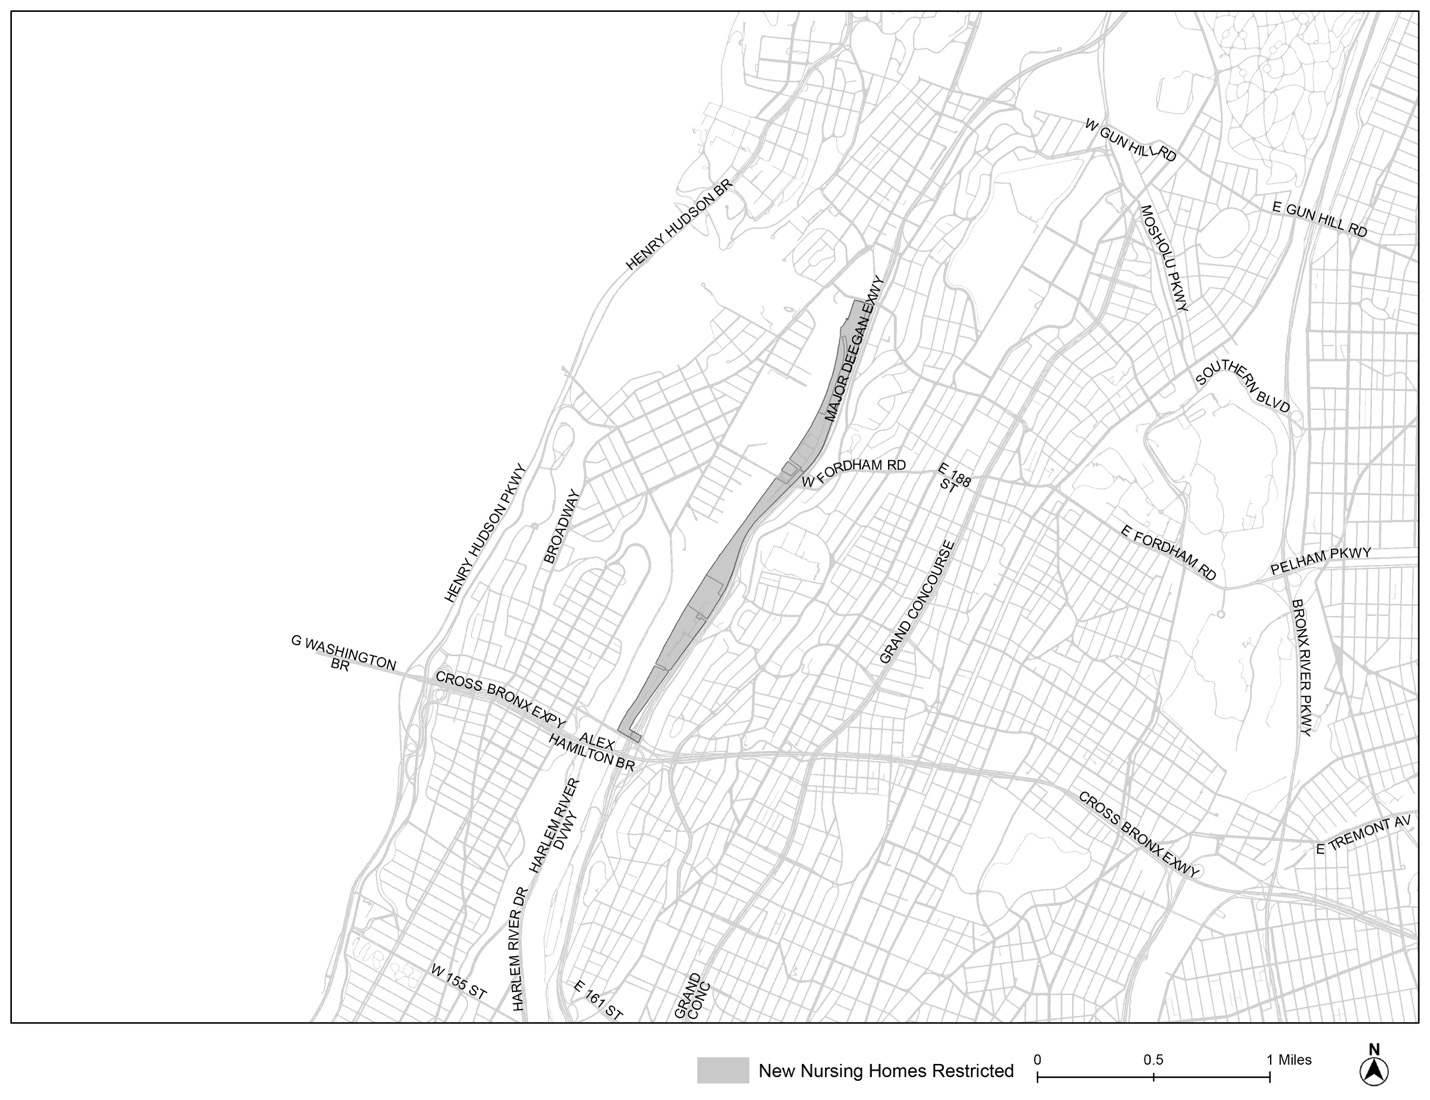 W GUN HILL RD
HENRY HUDSON BR
E GUN HILL RD
MOSHOLU PKWY
MAJOR DEEGAN EXWY
SOUTHERN BLVD
W FORDHAM RD
E 188
ST
HENRY HUDSON PKWY
BROADWAY
E FORDHAM RD
PELHAM PKWY
GRAND CONCOURSE
BRONX RIVER PKWY
G WASHINGTON
BR
CROSS BRONX EXPY
ALEX
HAMILTON BR
HARLEM RIVER
DVWY
CROSS BRONX EXWY
E TREMONT AV
HARLEM RIVER DR
W 155 ST
E 161 ST
GRAND
CONC
New Nursing Homes Restricted
0 0.5 1 Miles
N